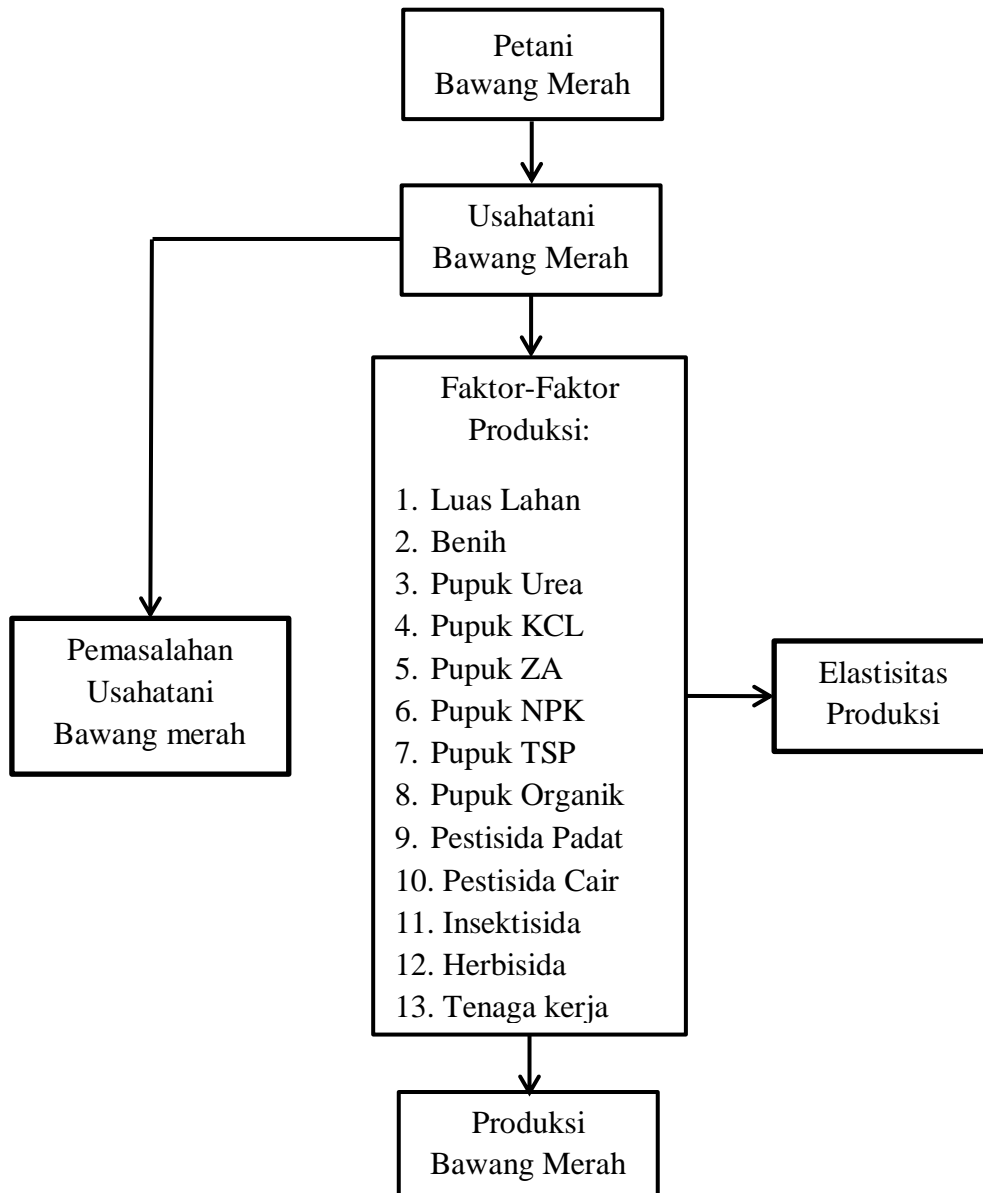 Petani
Bawang Merah
Usahatani
Bawang Merah
Faktor-Faktor
Produksi:
1. Luas Lahan
2. Benih
3. Pupuk Urea
4. Pupuk KCL
5. Pupuk ZA
6. Pupuk NPK
7. Pupuk TSP
8. Pupuk Organik
9. Pestisida Padat
10. Pestisida Cair
11. Insektisida
12. Herbisida
13. Tenaga kerja
Pemasalahan
Usahatani
Bawang merah
Elastisitas
Produksi
Produksi
Bawang Merah